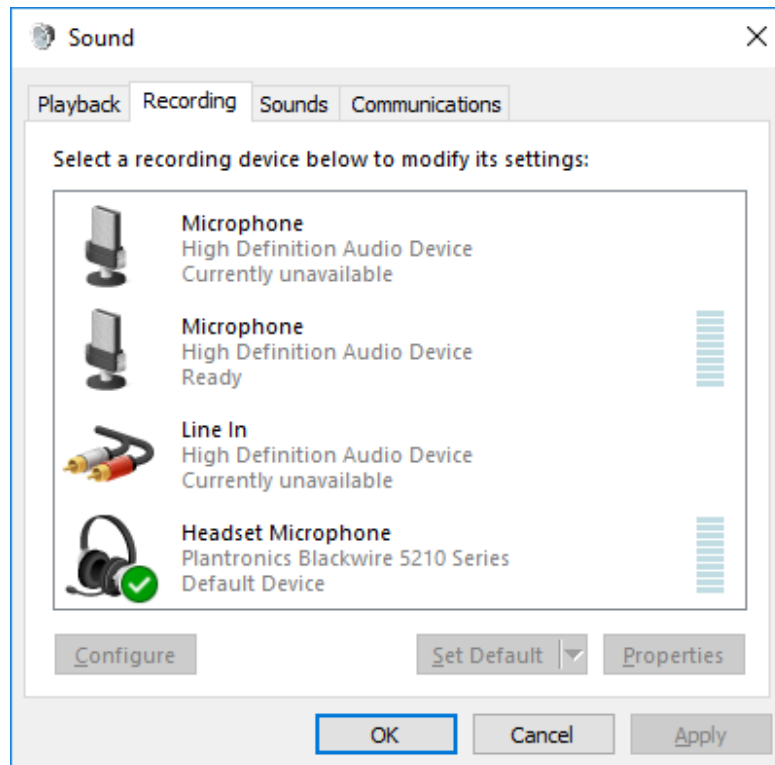 Sound
Playback Recording Sounds Communications
Select a recording device below to modify its settings:
Microphone
High Definition Audio Device
Currently unavailable
Microphone
High Definition Audio Device
Ready
Line In
High Definition Audio Device
Currently unavailable
Headset Microphone
Plantronics Blackwire 5210 Series
Default Device
Configure Set Default Properties
OK Cancel Apply